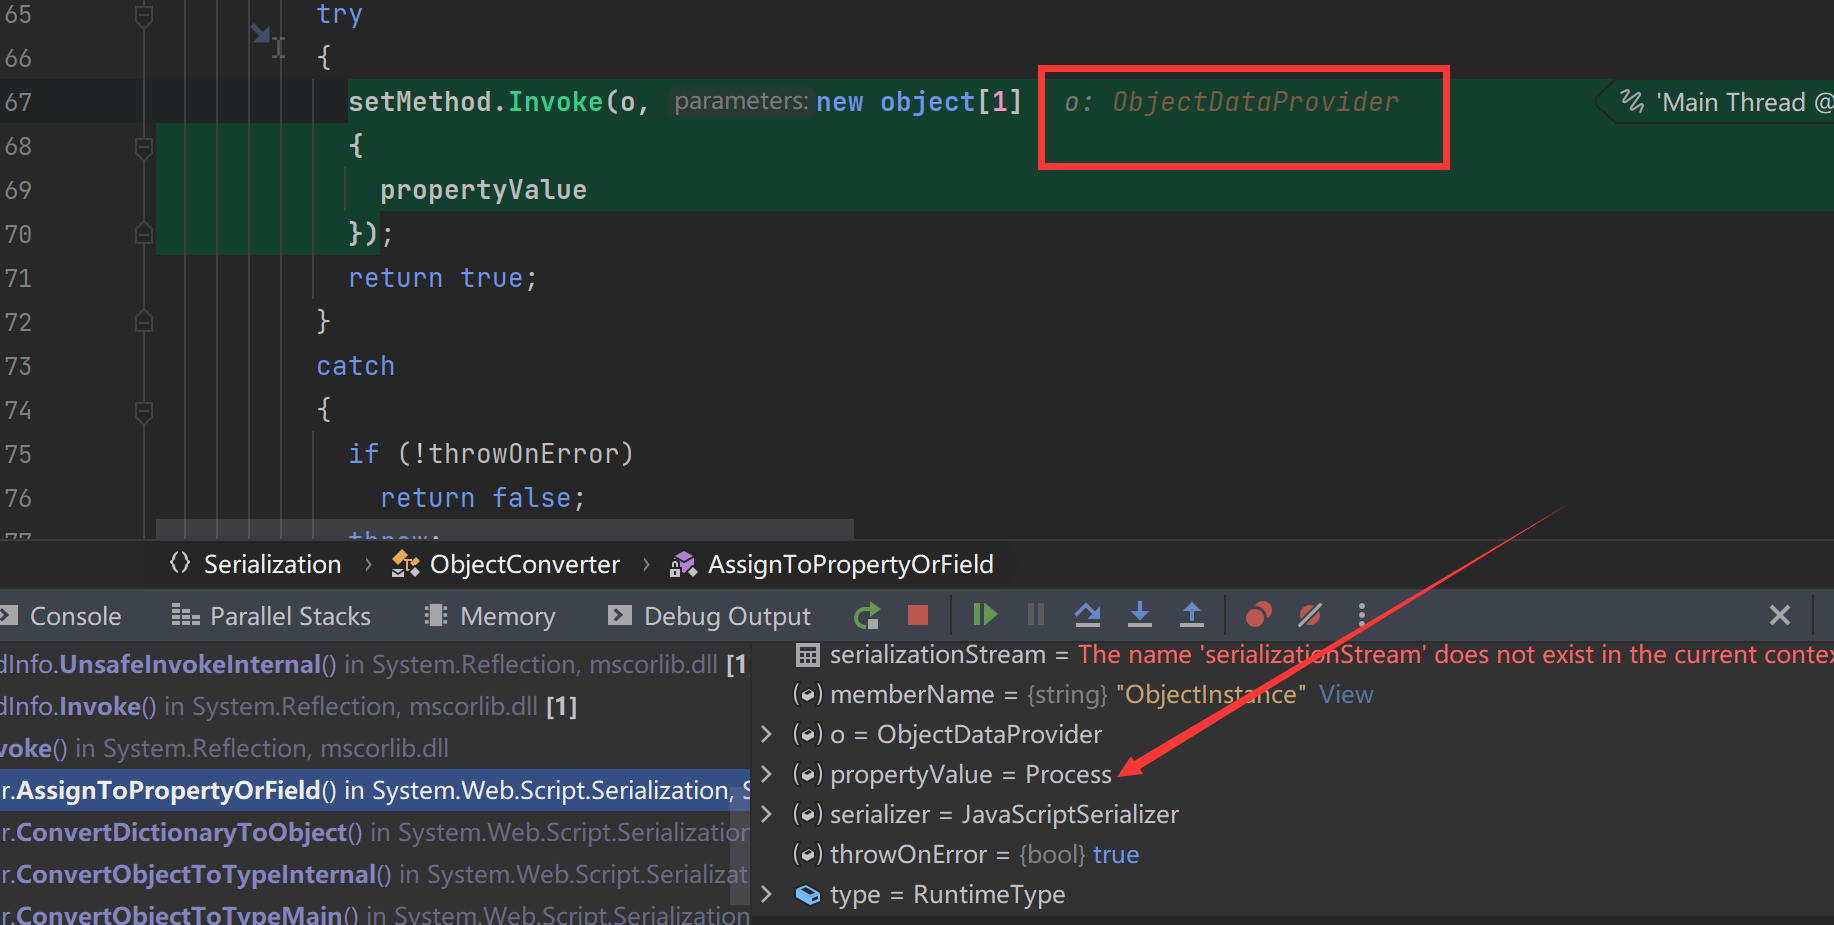 65 try
66 {
67 setMethod.Invoke(o, parameters: new object[1] o: ObjectDataProvider 'Main Thread @
68 {
69 propertyValue
70 });
71 return true;
72 }
73 catch
74 {
75 if (!throwOnError)
76 return false;
77 throw;
Serialization › ObjectConverter › AssignToPropertyOrField
Console Parallel Stacks Memory Debug Output
dInfo.UnsafeInvokeInternal() in System.Reflection, mscorlib.dll [1
dInfo.Invoke() in System.Reflection, mscorlib.dll [1]
voke() in System.Reflection, mscorlib.dll
r.AssignToPropertyOrField() in System.Web.Script.Serialization, S
r.ConvertDictionaryToObject() in System.Web.Script.Serialization
r.ConvertObjectToTypeInternal() in System.Web.Script.Serializat
r.ConvertObjectToTypeMain() in System.Web.Script.Serialization
serializationStream = The name 'serializationStream' does not exist in the current contex
memberName = {string} "ObjectInstance" View
o = ObjectDataProvider
propertyValue = Process
serializer = JavaScriptSerializer
throwOnError = {bool} true
type = RuntimeType